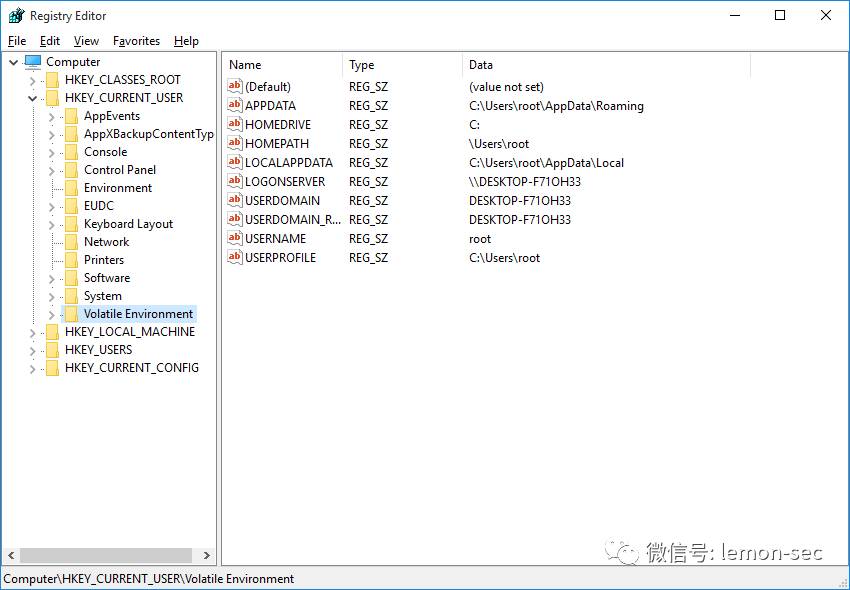 Registry Editor
File Edit View Favorites Help
Computer
HKEY_CLASSES_ROOT
HKEY_CURRENT_USER
AppEvents
AppXBackupContentTyp
Console
Control Panel
Environment
EUDC
Keyboard Layout
Network
Printers
Software
System
Volatile Environment
HKEY_LOCAL_MACHINE
HKEY_USERS
HKEY_CURRENT_CONFIG
Name Type Data
(Default) REG_SZ (value not set)
APPDATA REG_SZ C:\Users\root\AppData\Roaming
HOMEDRIVE REG_SZ C:
HOMEPATH REG_SZ \Users\root
LOCALAPPDATA REG_SZ C:\Users\root\AppData\Local
LOGONSERVER REG_SZ \\DESKTOP-F71OH33
USERDOMAIN REG_SZ DESKTOP-F71OH33
USERDOMAIN_R... REG_SZ DESKTOP-F71OH33
USERNAME REG_SZ root
USERPROFILE REG_SZ C:\Users\root
微信号: lemon-sec
Computer\HKEY_CURRENT_USER\Volatile Environment